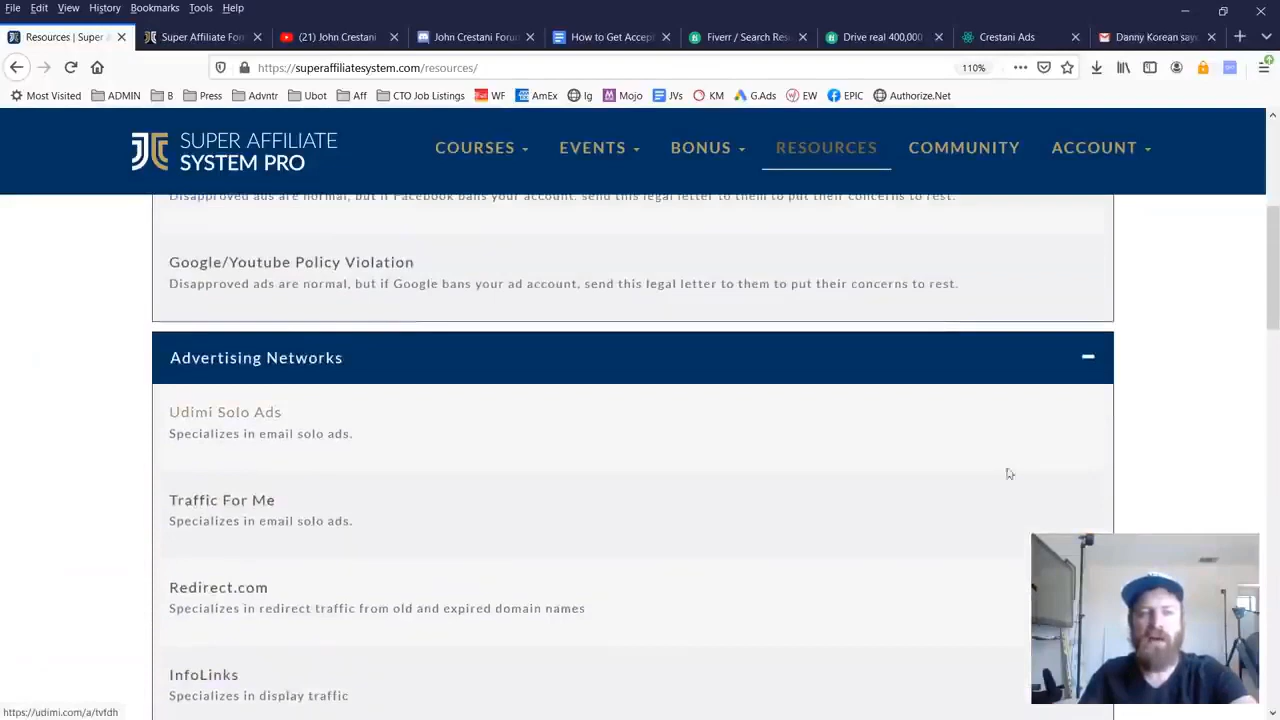 File Edit View History Bookmarks Tools Help
Resources | Super A
Super Affiliate For
(21) John Crestani
John Crestani Foru
How to Get Accep
Fiverr / Search Res
Drive real 400,000
Crestani Ads
Danny Korean say
https://superaffiliatesystem.com/resources/
110%
Most Visited ADMIN B Press Advntr Ubot Aff CTO Job Listings WF AmEx Ig Mojo JVs KM G.Ads EW EPIC Authorize.Net
SUPER AFFILIATE
SYSTEM PRO
COURSES EVENTS BONUS RESOURCES COMMUNITY ACCOUNT
Disapproved ads are normal, but if Facebook bans your account, send this legal letter to them to put their concerns to rest.
Google/Youtube Policy Violation
Disapproved ads are normal, but if Google bans your ad account, send this legal letter to them to put their concerns to rest.
Advertising Networks
Udimi Solo Ads
Specializes in email solo ads.
Traffic For Me
Specializes in email solo ads.
Redirect.com
Specializes in redirect traffic from old and expired domain names
InfoLinks
Specializes in display traffic
https://udimi.com/a/tvfdh